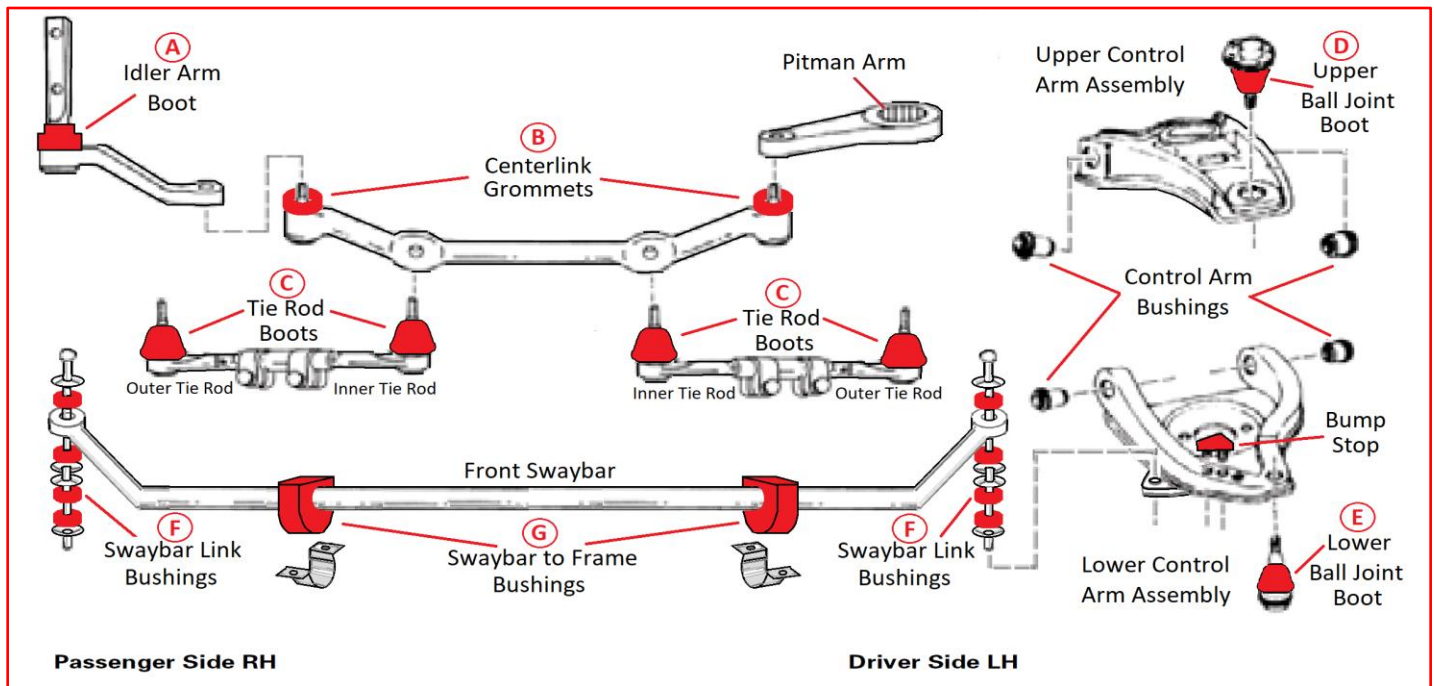 A
Idler Arm
Boot
Pitman Arm
B
Centerlink
Grommets
Upper Control
Arm Assembly
D
Upper
Ball Joint
Boot
C
Tie Rod
Boots
Outer Tie Rod
Inner Tie Rod
C
Tie Rod
Boots
Inner Tie Rod
Outer Tie Rod
Control Arm
Bushings
Bump
Stop
Front Swaybar
F
Swaybar Link
Bushings
G
Swaybar to Frame
Bushings
F
Swaybar Link
Bushings
Lower Control
Arm Assembly
E
Lower
Ball Joint
Boot
Passenger Side RH
Driver Side LH